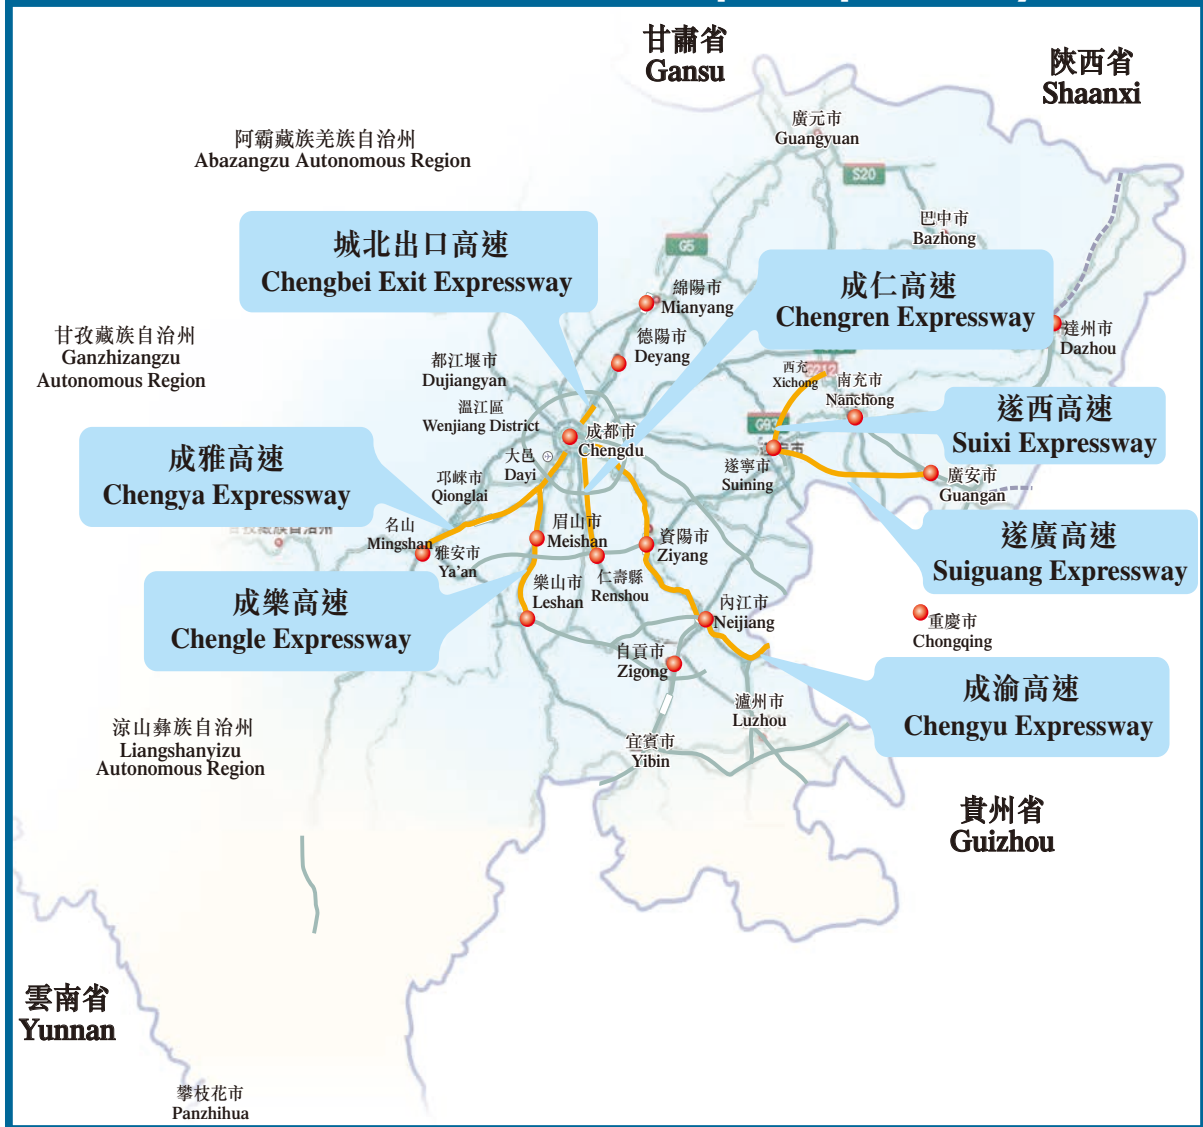 甘肅省
Gansu
陝西省
Shaanxi
廣元市
Guangyuan
阿霸藏族羌族自治州
Abazangzu Autonomous Region
S20
巴中市
Bazhong
城北出口高速
Chengbei Exit Expressway
G5
成仁高速
Chengren Expressway
綿陽市
Mianyang
甘孜藏族自治州
Ganzhizangzu
Autonomous Region
德陽市
Deyang
達州市
Dazhou
都江堰市
Dujiangyan
西充
Xichong
G212
南充市
Nanchong
溫江區
Wenjiang District
遂西高速
Suixi Expressway
G93
成都市
Chengdu
成雅高速
Chengya Expressway
大邑
Dayi
遂寧市
Suining
邛崍市
Qionglai
廣安市
Guangan
名山
Mingshan
眉山市
Meishan
資陽市
Ziyang
遂廣高速
Suiguang Expressway
雅安市
Ya'an
成樂高速
Chengle Expressway
樂山市
Leshan
仁壽縣
Renshou
內江市
Neijiang
重慶市
Chongqing
自貢市
Zigong
成渝高速
Chengyu Expressway
瀘州市
Luzhou
涼山彝族自治州
Liangshanyizu
Autonomous Region
宜賓市
Yibin
貴州省
Guizhou
雲南省
Yunnan
攀枝花市
Panzhihua